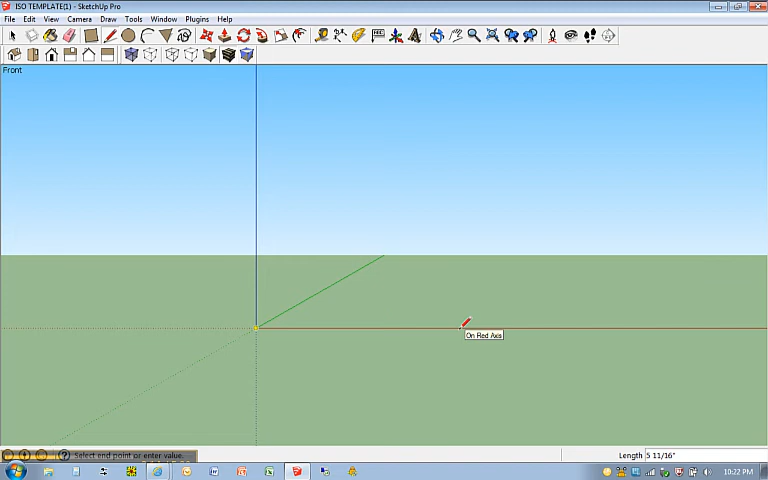 ISO TEMPLATE(1) - SketchUp Pro
File Edit View Camera Draw Tools Window Plugins Help
Front
On Red Axis
Select end point or enter value.
Length 5 11/16"
10:22 PM